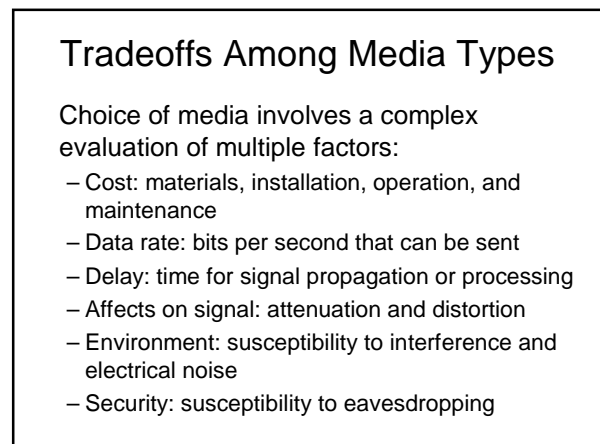 Tradeoffs Among Media Types
Choice of media involves a complex
evaluation of multiple factors:
– Cost: materials, installation, operation, and
maintenance
– Data rate: bits per second that can be sent
– Delay: time for signal propagation or processing
– Affects on signal: attenuation and distortion
– Environment: susceptibility to interference and
electrical noise
– Security: susceptibility to eavesdropping